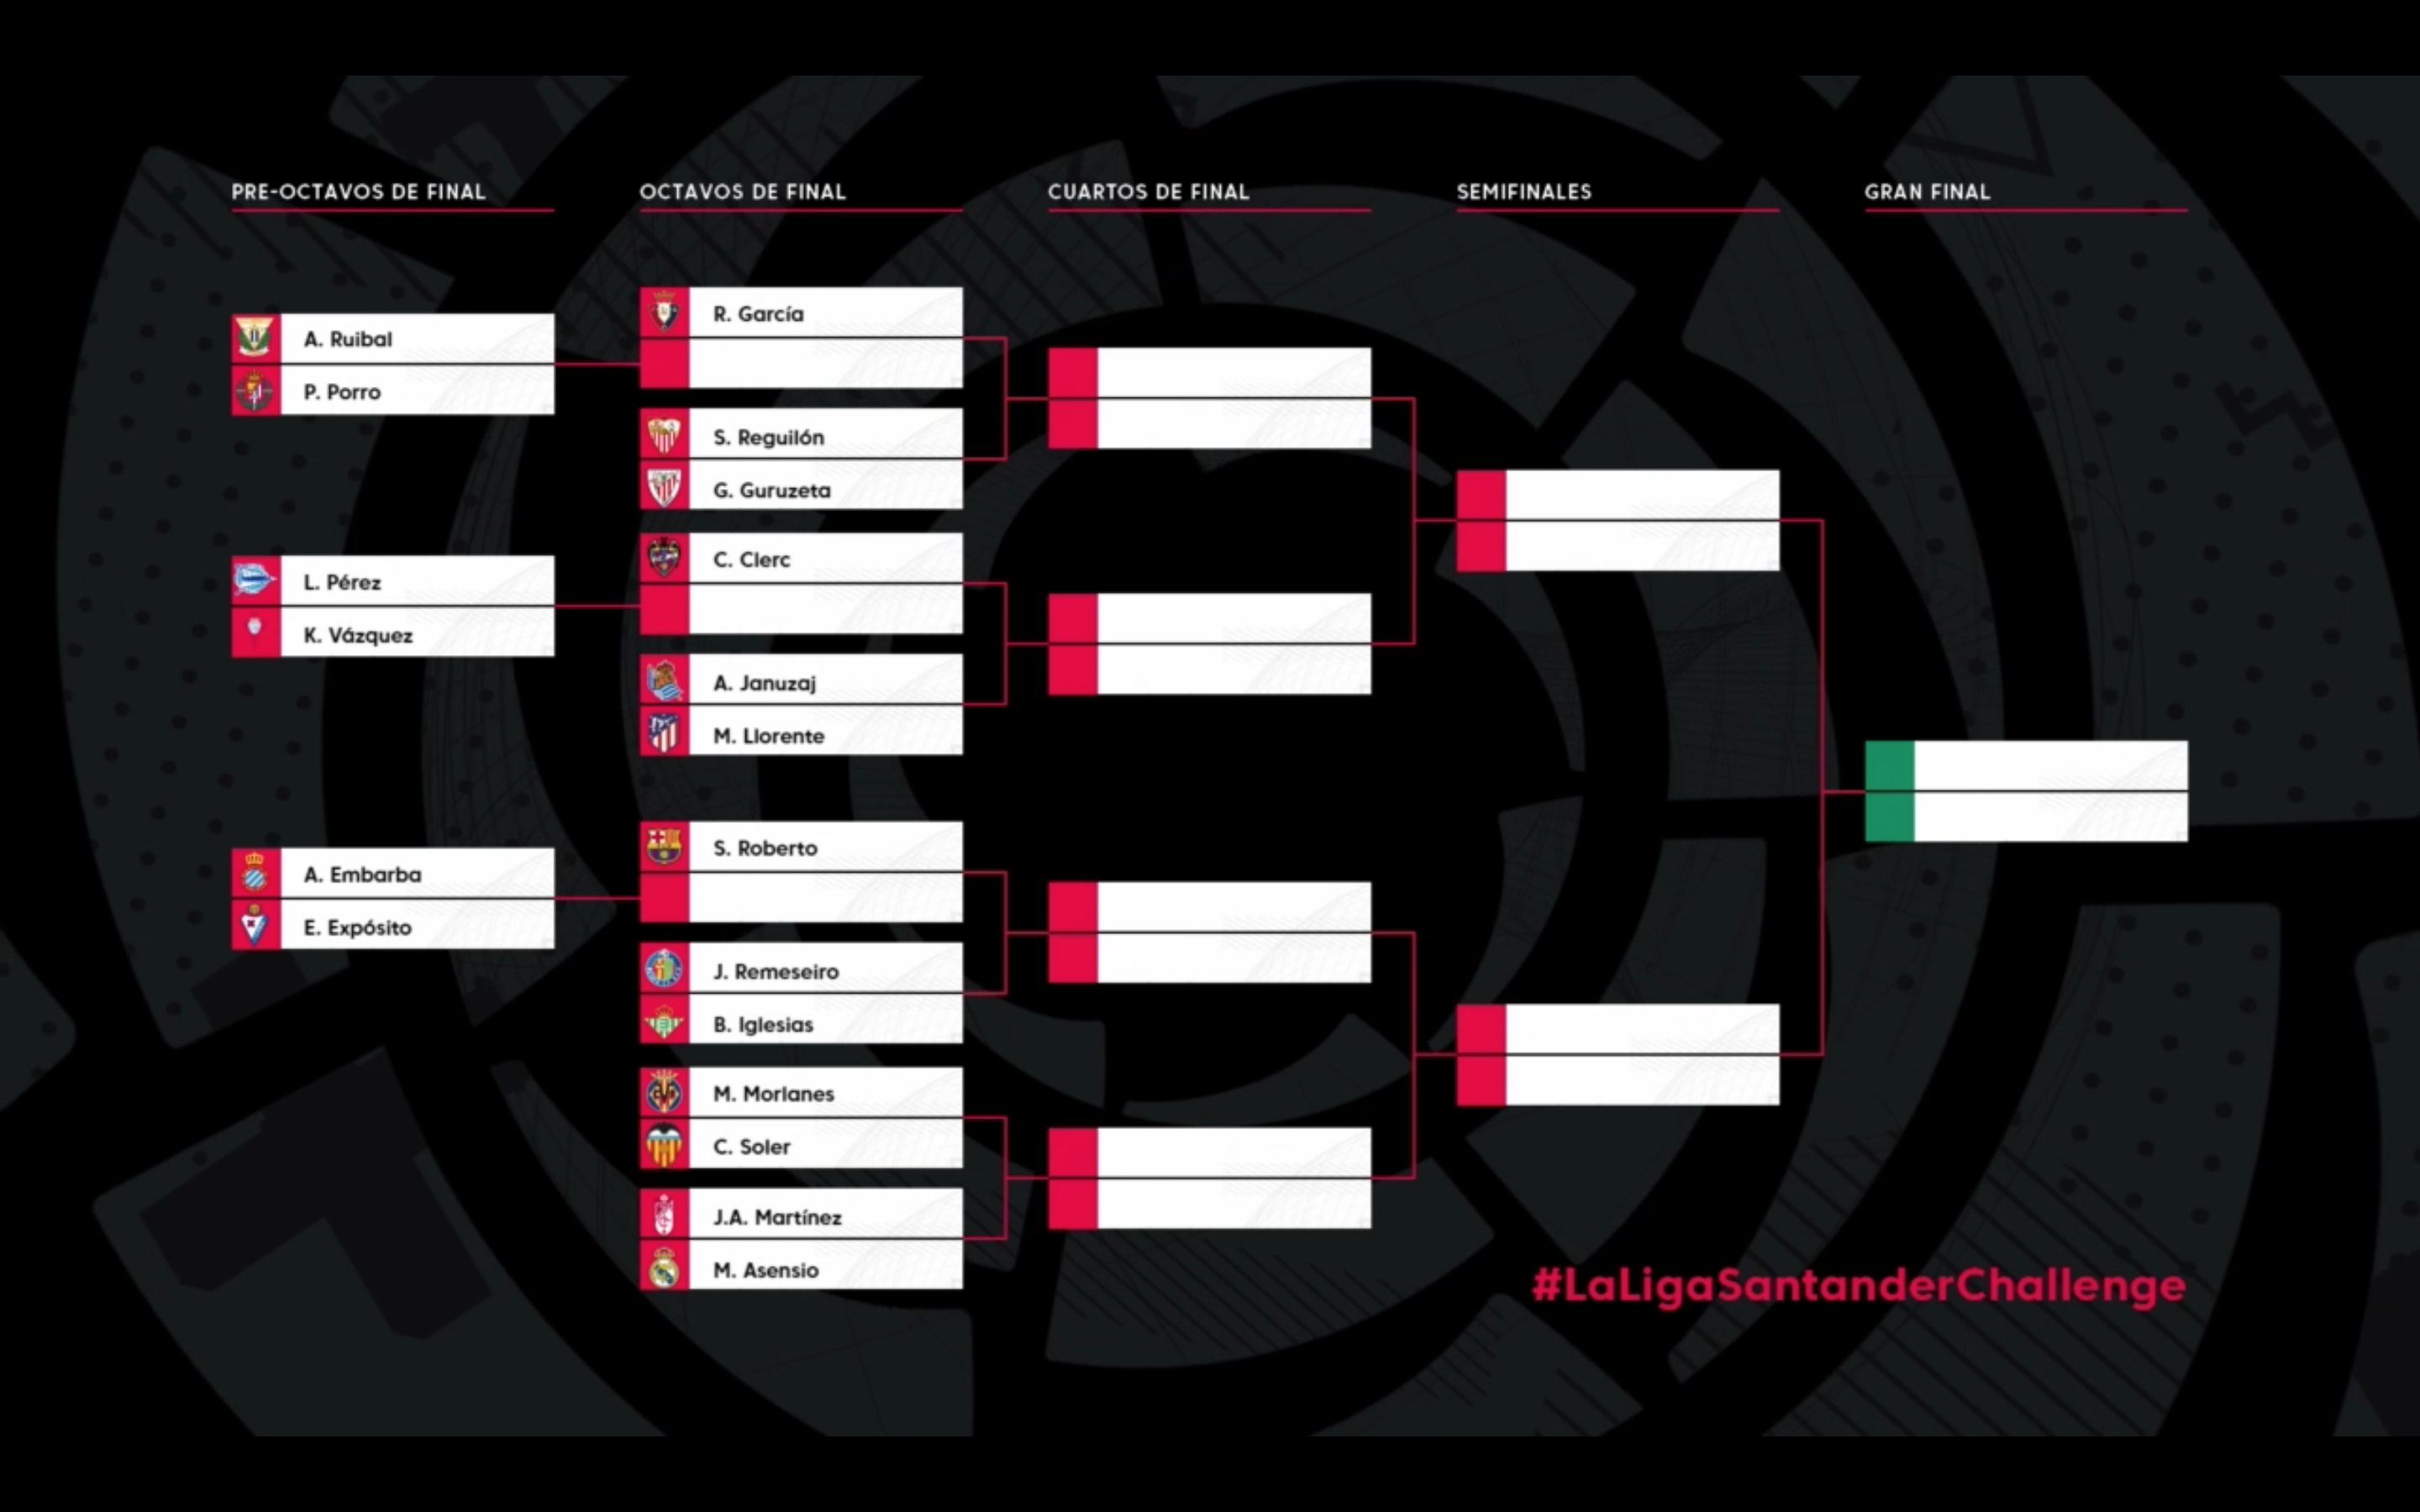 PRE-OCTAVOS DE FINAL
A. Ruibal
P. Porro
L. Pérez
K. Vázquez
A. Embarba
E. Expósito
OCTAVOS DE FINAL
R. García
S. Reguilón
G. Guruzeta
C. Clerc
A. Januzaj
M. Llorente
S. Roberto
J. Remeseiro
B. Iglesias
M. Morlanes
C. Soler
J.A. Martínez
M. Asensio
CUARTOS DE FINAL
SEMIFINALES
GRAN FINAL
#LaLigaSantanderChallenge